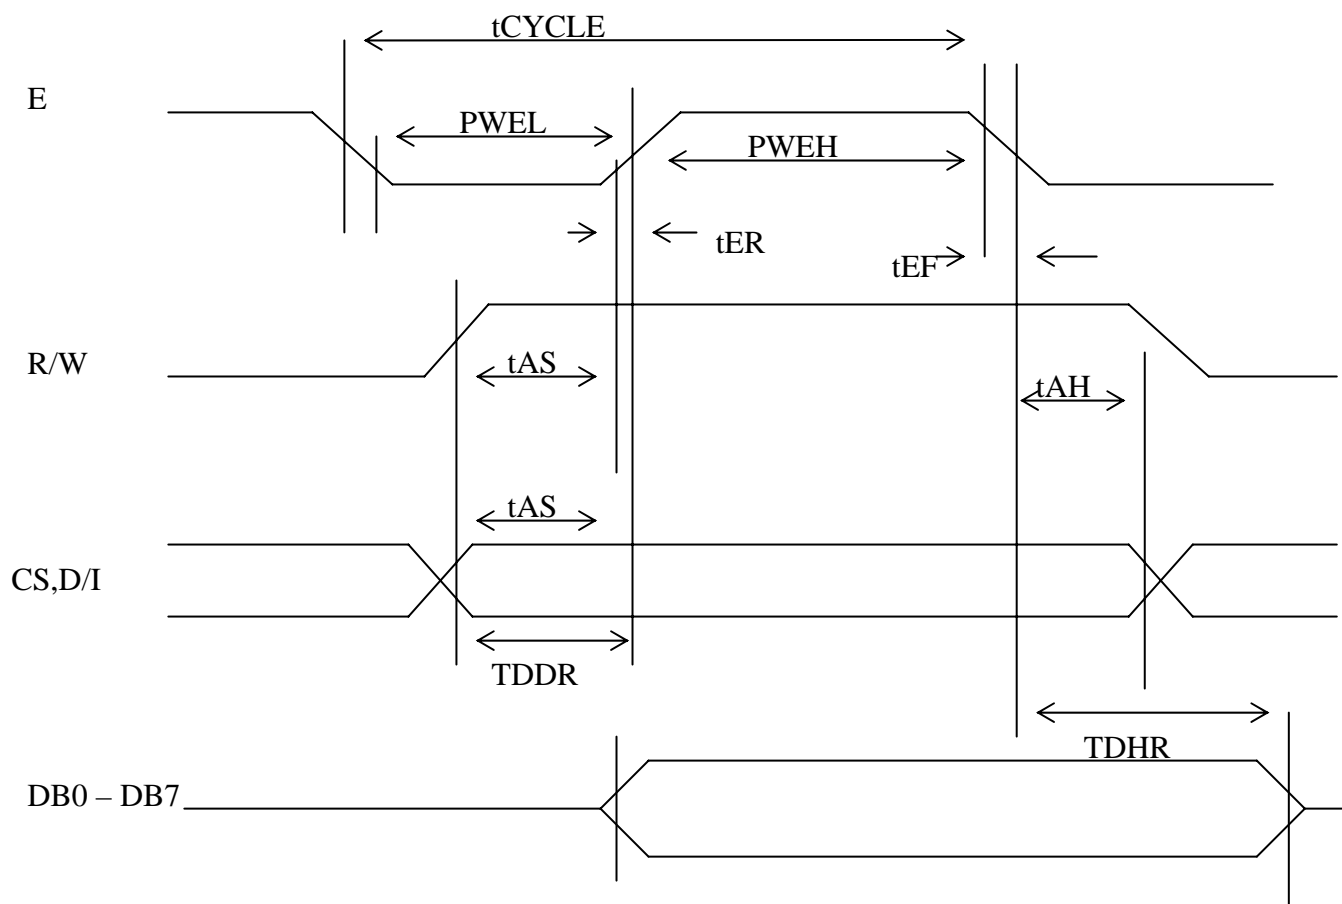 tCYCLE
E
PWEL
PWEH
tER
tEF
R/W
tAS
tAH
tAS
CS,D/I
TDDR
TDHR
DB0 – DB7